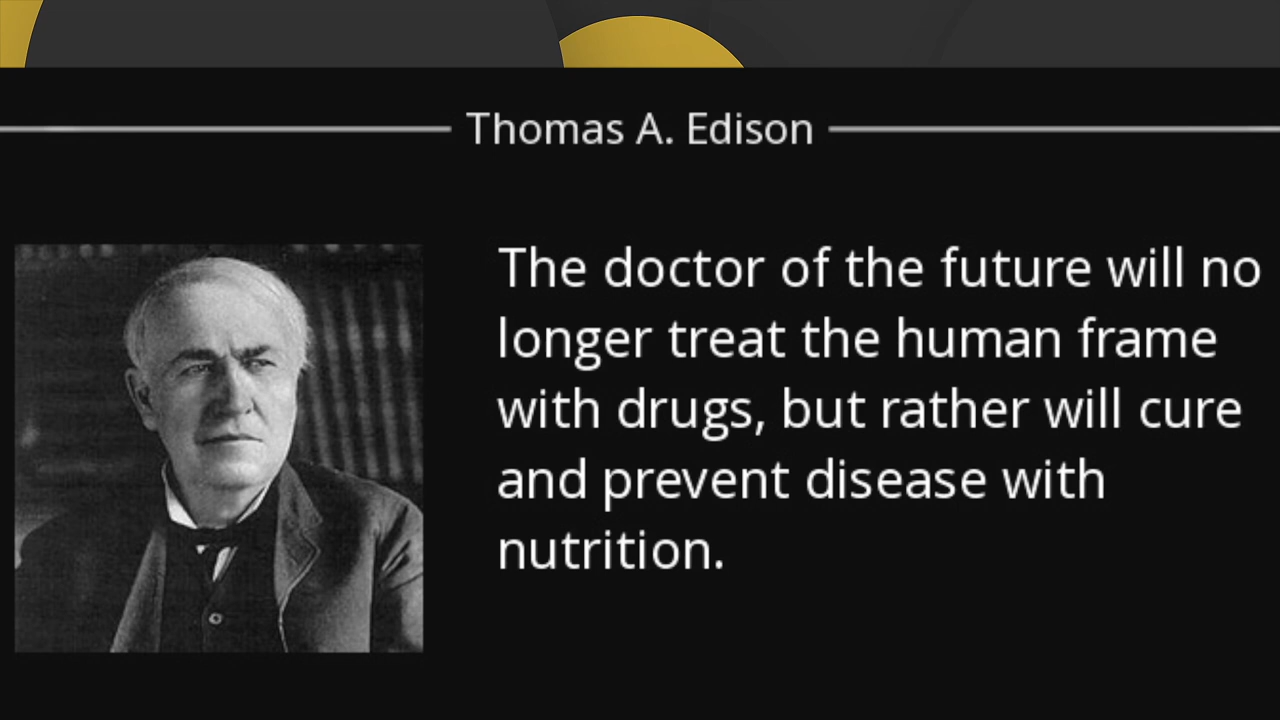 Thomas A. Edison
The doctor of the future will no
longer treat the human frame
with drugs, but rather will cure
and prevent disease with
nutrition.